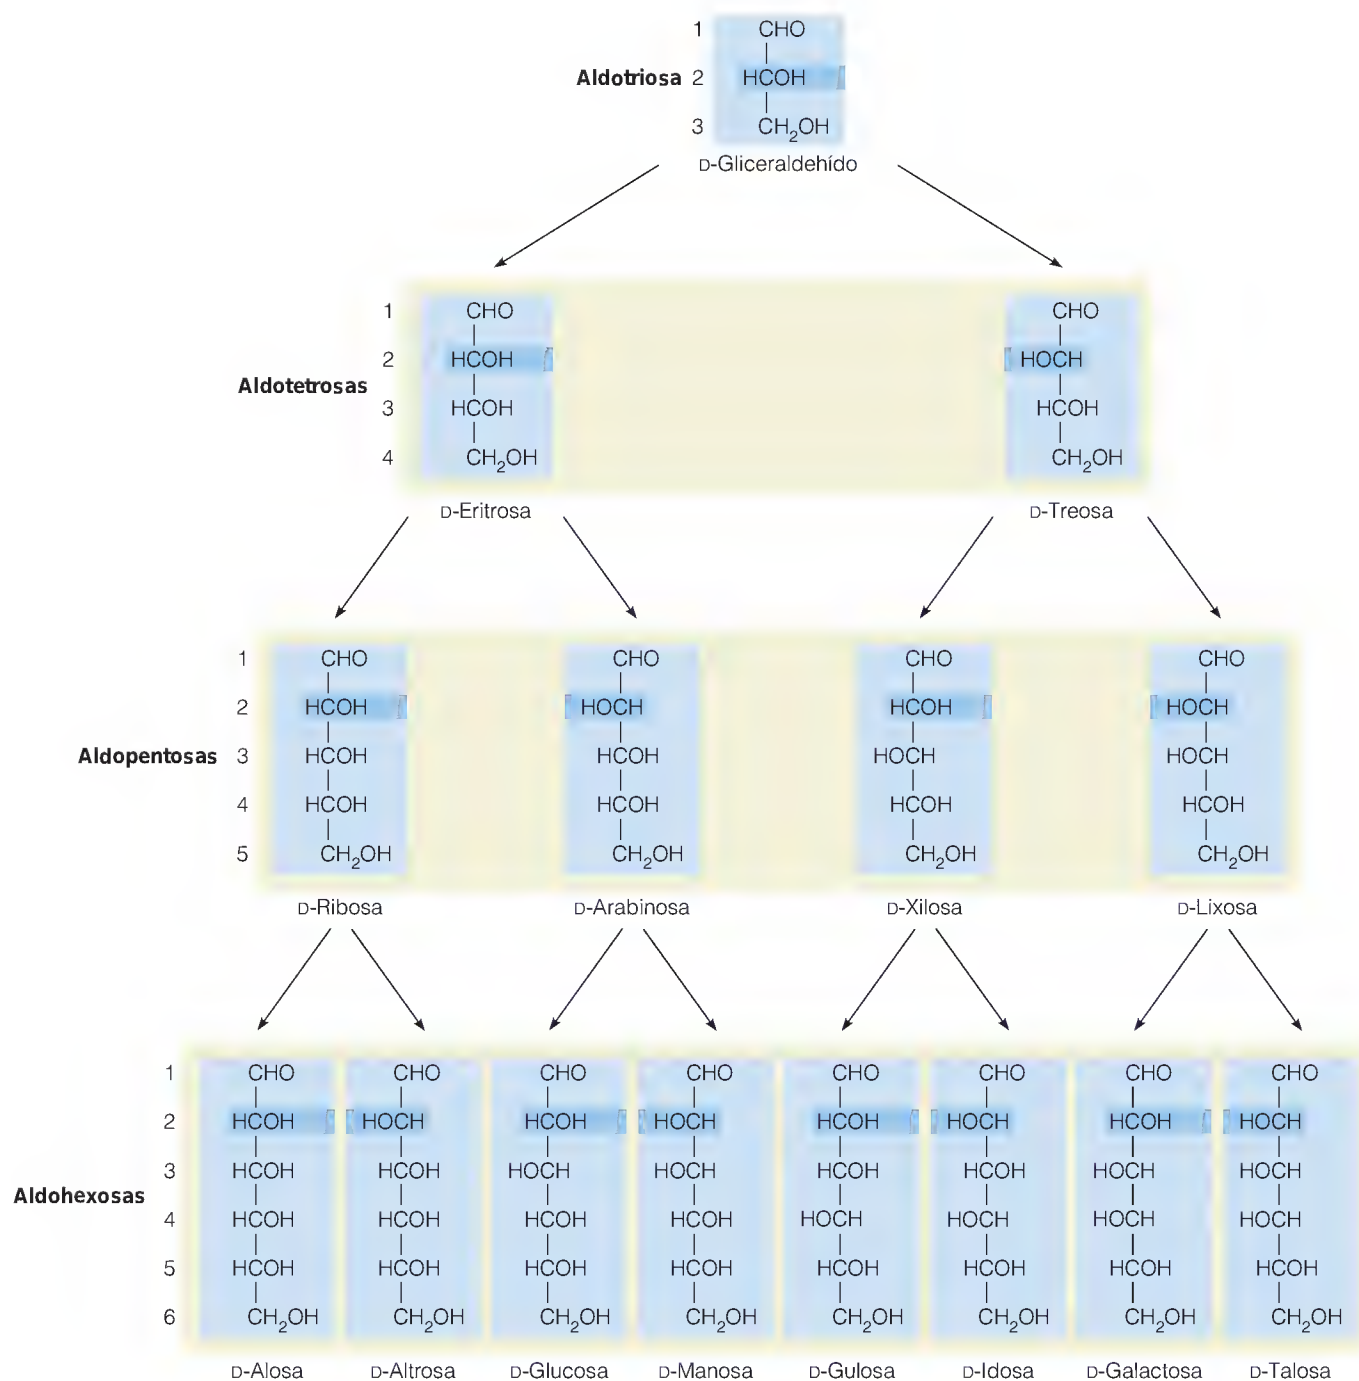 1 CHO
Aldotriosa 2 HCOH
3 CH₂OH
D-Gliceraldehído
1 CHO CHO
2 HCOH HOCH
Aldotetrosas
3 HCOH HCOH
4 CH₂OH CH₂OH
D-Eritrosa D-Treosa
1 CHO CHO CHO CHO
2 HCOH HOCH HCOH HOCH
Aldopentosas 3 HCOH HCOH HOCH HOCH
4 HCOH HCOH HCOH HCOH
5 CH₂OH CH₂OH CH₂OH CH₂OH
D-Ribosa D-Arabinosa D-Xilosa D-Lixosa
1 CHO CHO CHO CHO CHO CHO CHO CHO
2 HCOH HOCH HCOH HOCH HCOH HOCH HCOH HOCH
3 HCOH HCOH HOCH HOCH HCOH HCOH HOCH HOCH
Aldohexosas
4 HCOH HCOH HCOH HCOH HOCH HOCH HOCH HOCH
5 HCOH HCOH HCOH HCOH HCOH HCOH HCOH HCOH
6 CH₂OH CH₂OH CH₂OH CH₂OH CH₂OH CH₂OH CH₂OH CH₂OH
D-Alosa D-Altrosa D-Glucosa D-Manosa D-Gulosa D-Idosa D-Galactosa D-Talosa